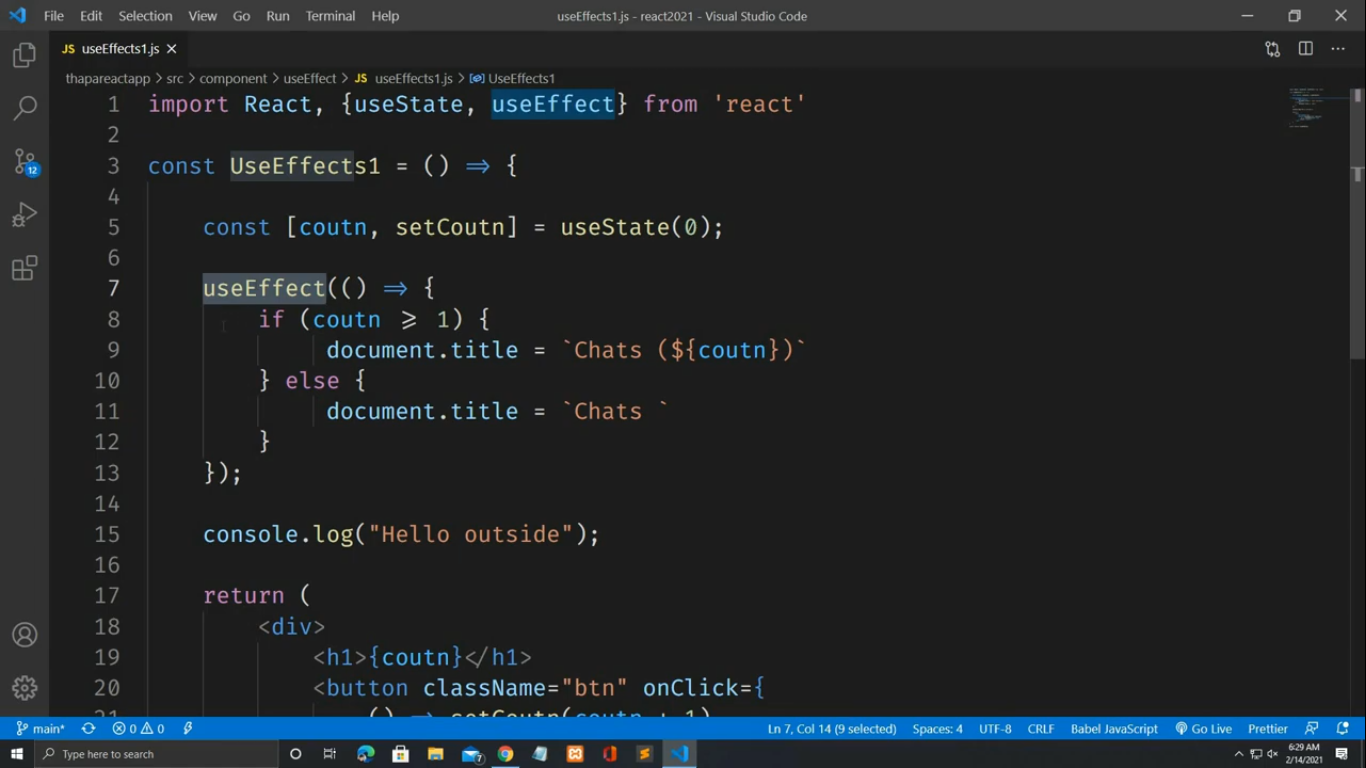 File Edit Selection View Go Run Terminal Help useEffects1.js - react2021 - Visual Studio Code
JS useEffects1.js
thapareactapp > src > component > useEffect > JS useEffects1.js > UseEffects1
1 import React, {useState, useEffect} from 'react'
2
3 const UseEffects1 = () => {
4
5 const [coutn, setCoutn] = useState(0);
6
7 useEffect(() => {
8 if (coutn >= 1) {
9 document.title = `Chats (${coutn})`
10 } else {
11 document.title = `Chats `
12 }
13 });
14
15 console.log("Hello outside");
16
17 return (
18 <div>
19 <h1>{coutn}</h1>
20 <button className="btn" onClick={
21 () => setCoutn(coutn + 1)
12
main* 0 0 Ln 7, Col 14 (9 selected) Spaces: 4 UTF-8 CRLF Babel JavaScript Go Live Prettier
Type here to search 7 6:29 AM
2/14/2021